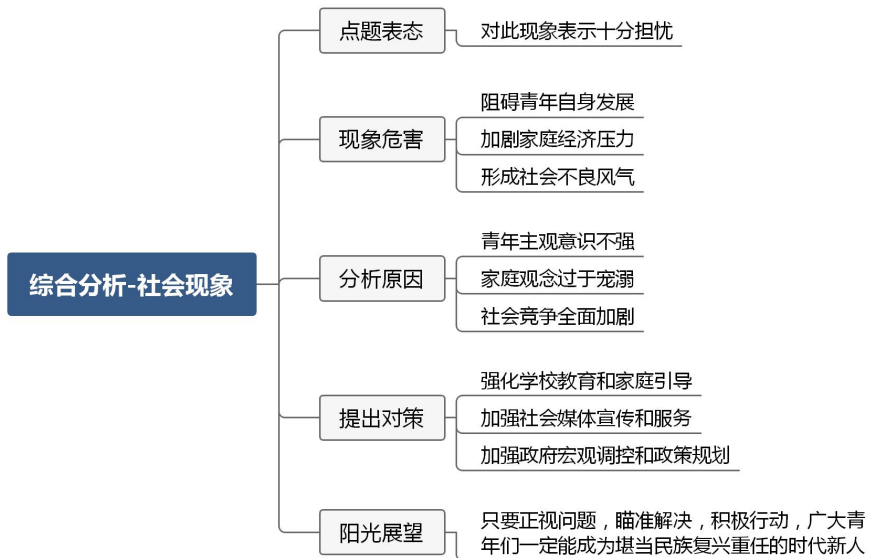 综合分析-社会现象
点题表态
对此现象表示十分担忧
现象危害
阻碍青年自身发展
加剧家庭经济压力
形成社会不良风气
分析原因
青年主观意识不强
家庭观念过于宠溺
社会竞争全面加剧
提出对策
强化学校教育和家庭引导
加强社会媒体宣传和服务
加强政府宏观调控和政策规划
阳光展望
只要正视问题，瞄准解决，积极行动，广大青
年们一定能成为堪当民族复兴重任的时代新人